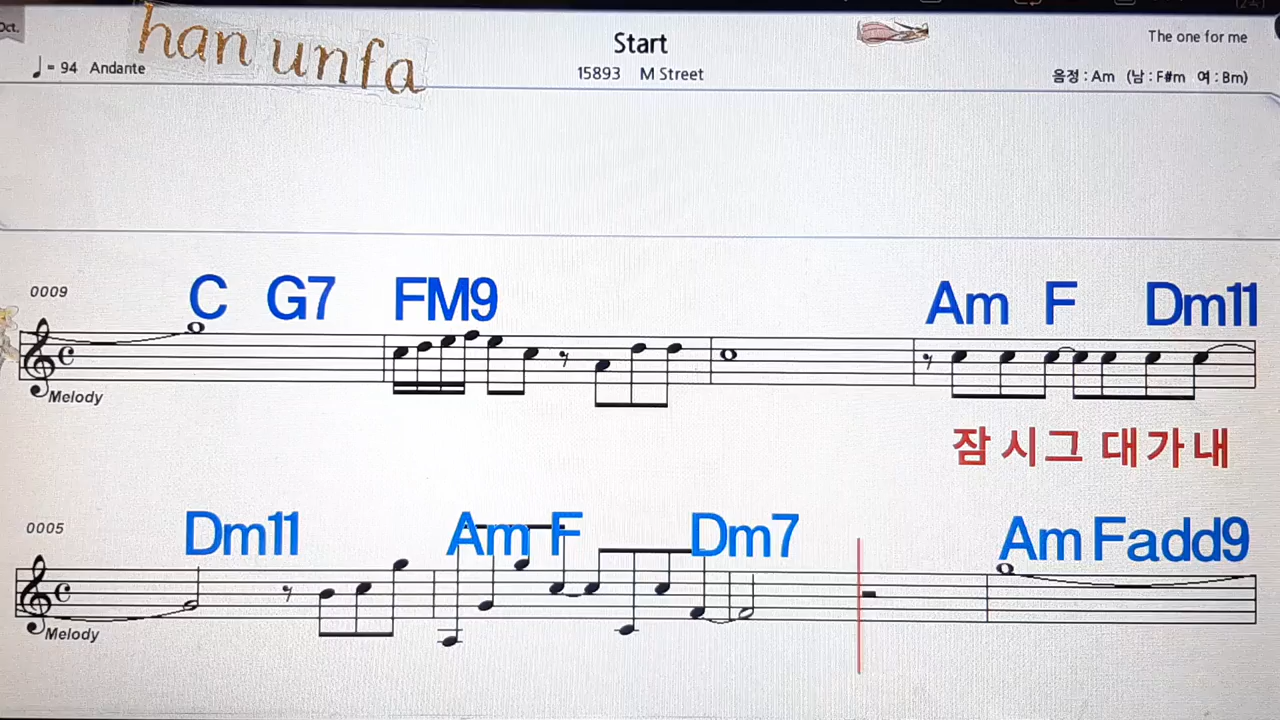 Oct.
han unfa
Start
The one for me
♩ = 94 Andante
15893 M Street
음정 : Am (남 : F#m 여 : Bm)
0009
C G7 FM9 Am F Dm11
Melody
잠 시 그 대 가 내
0005
Dm11 Am F Dm7 Am Fadd9
Melody